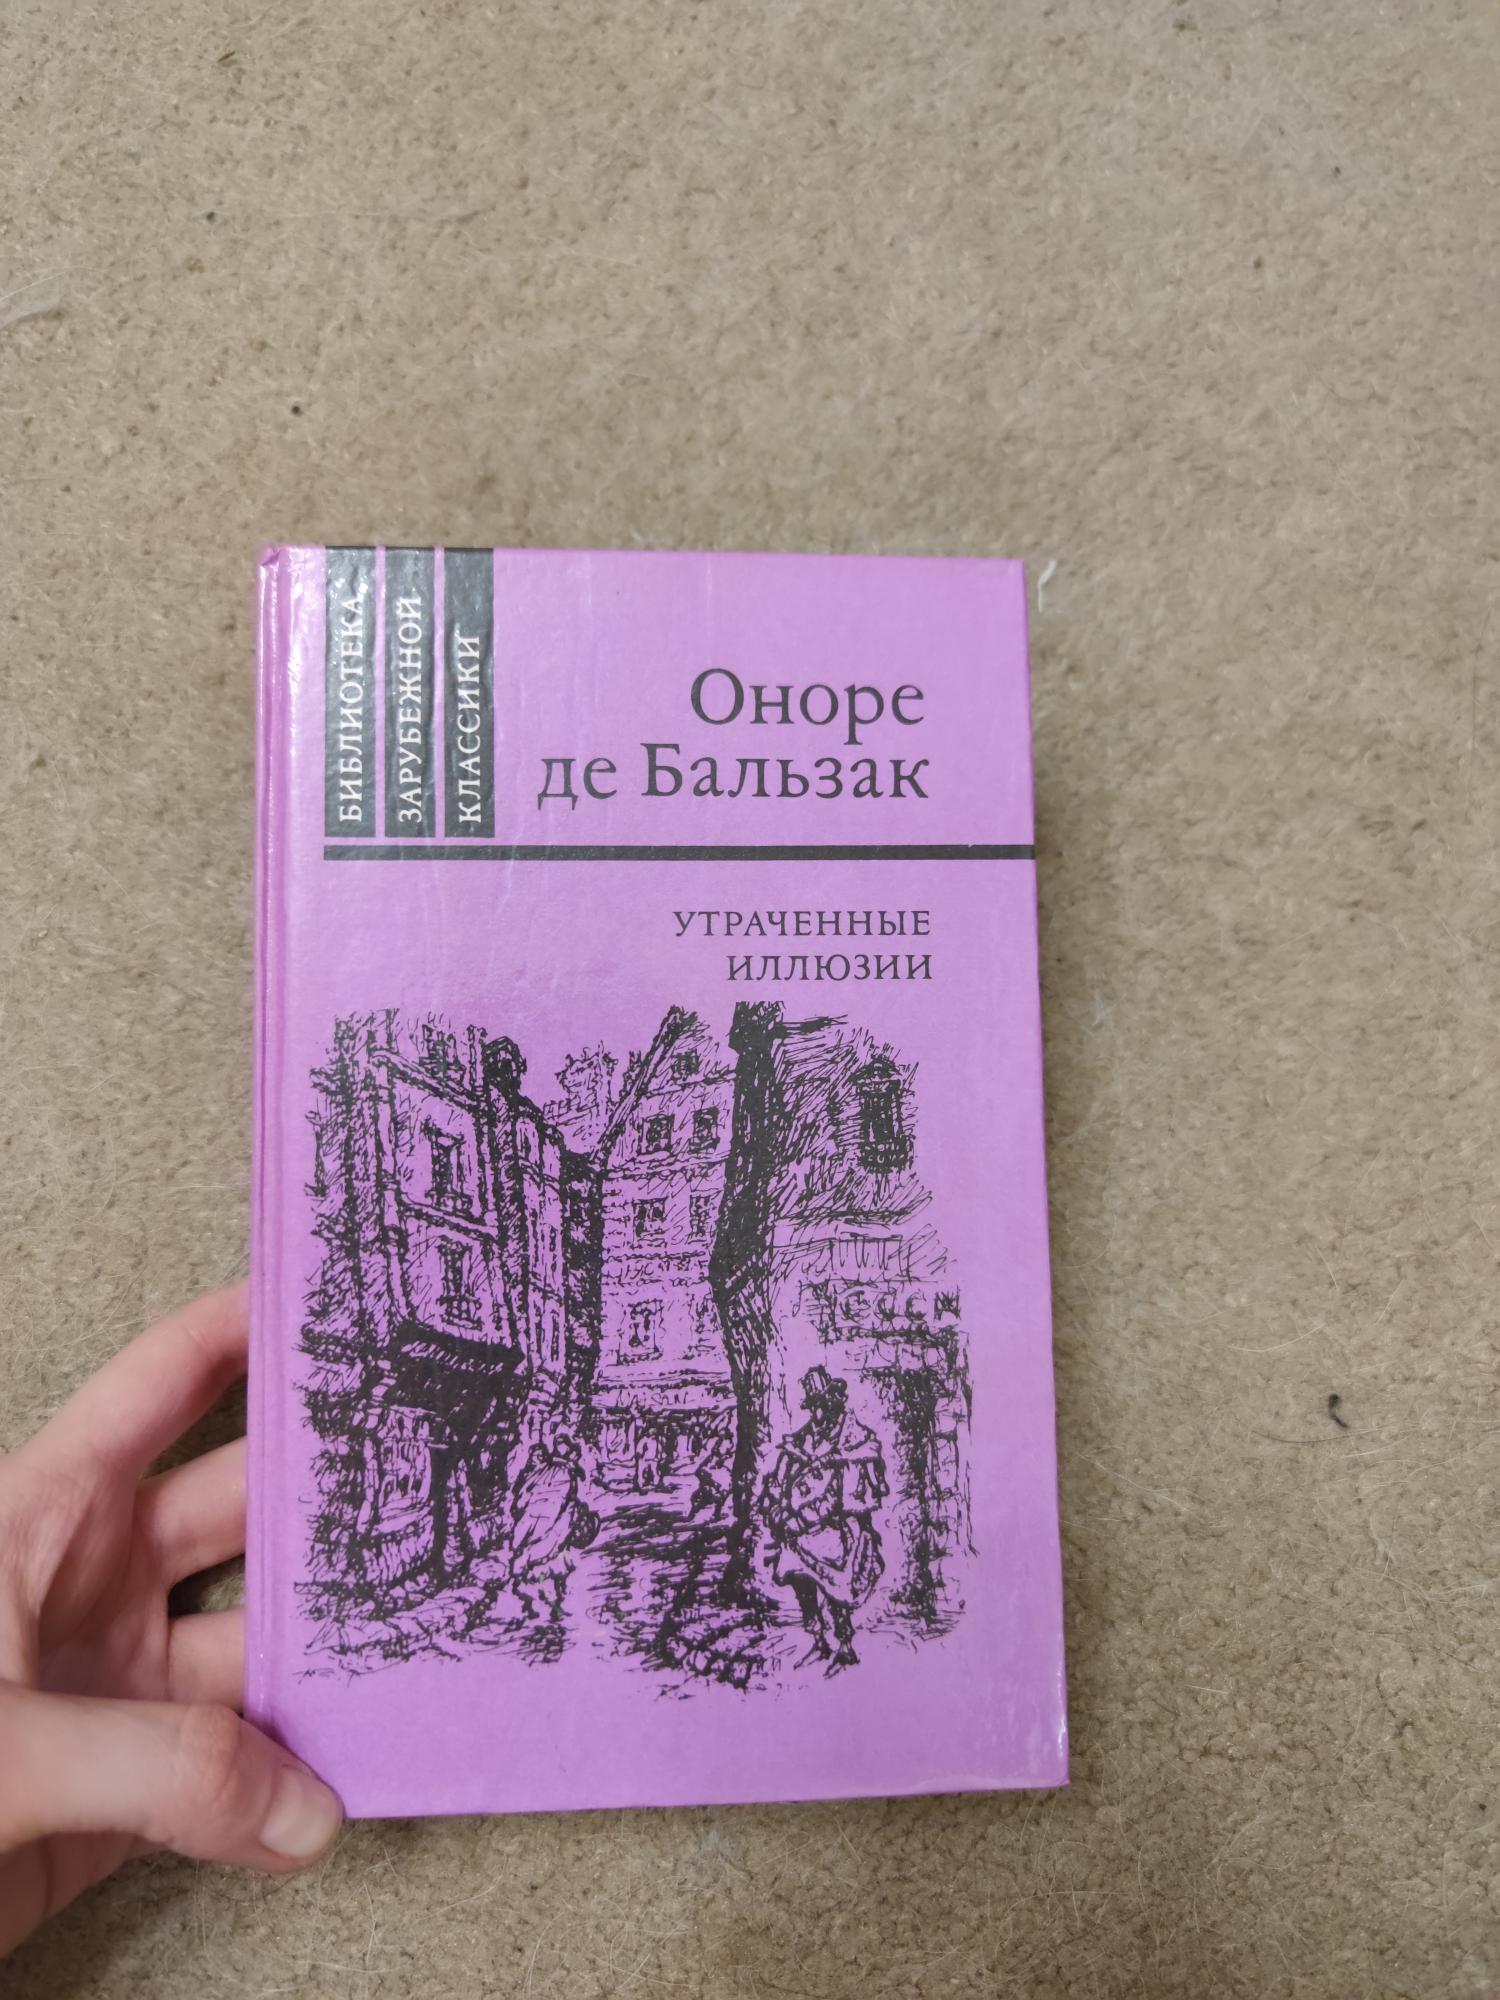 БИБЛИОТЕКА
ЗАРУБЕЖНОЙ
КЛАССИКИ
Оноре
де Бальзак
УТРАЧЕННЫЕ
ИЛЛЮЗИИ